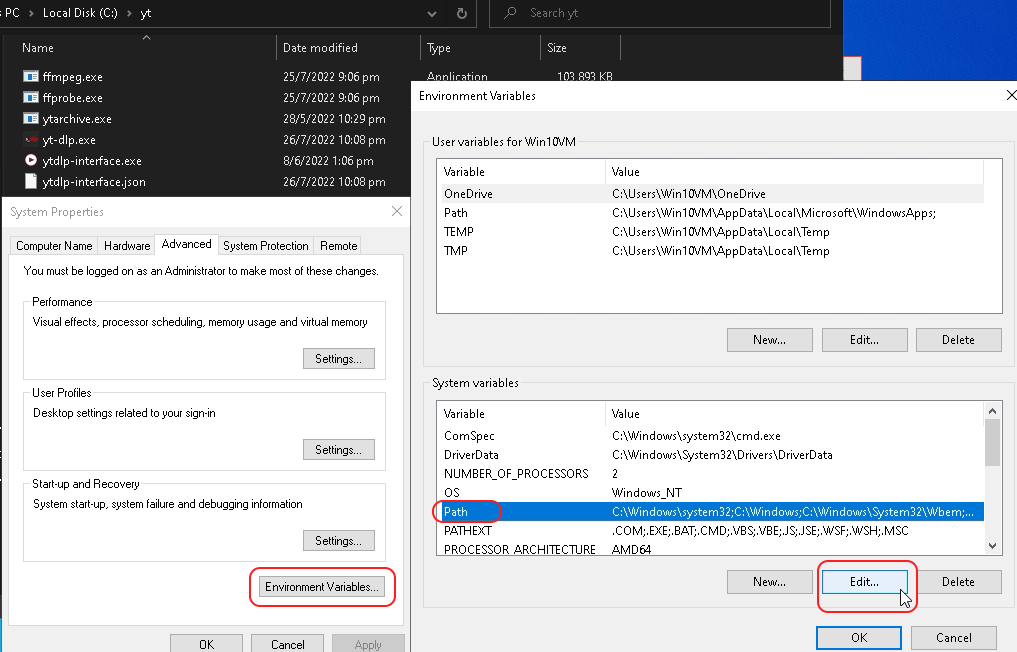 s PC > Local Disk (C:) > yt
Search yt
Name Date modified Type Size
ffmpeg.exe 25/7/2022 9:06 pm Application 103,893 KB
ffprobe.exe 25/7/2022 9:06 pm
ytarchive.exe 28/5/2022 10:29 pm
yt-dlp.exe 26/7/2022 10:08 pm
ytdlp-interface.exe 8/6/2022 1:06 pm
ytdlp-interface.json 26/7/2022 10:08 pm
System Properties
Computer Name Hardware Advanced System Protection Remote
You must be logged on as an Administrator to make most of these changes.
Performance
Visual effects, processor scheduling, memory usage and virtual memory
Settings...
User Profiles
Desktop settings related to your sign-in
Settings...
Start-up and Recovery
System start-up, system failure and debugging information
Settings...
Environment Variables...
OK Cancel Apply
Environment Variables
User variables for Win10VM
Variable Value
OneDrive C:\Users\Win10VM\OneDrive
Path C:\Users\Win10VM\AppData\Local\Microsoft\WindowsApps;
TEMP C:\Users\Win10VM\AppData\Local\Temp
TMP C:\Users\Win10VM\AppData\Local\Temp
New... Edit... Delete
System variables
Variable Value
ComSpec C:\Windows\system32\cmd.exe
DriverData C:\Windows\System32\Drivers\DriverData
NUMBER_OF_PROCESSORS 2
OS Windows_NT
Path C:\Windows\system32;C:\Windows;C:\Windows\System32\Wbem;...
PATHEXT .COM;.EXE;.BAT;.CMD;.VBS;.VBE;.JS;.JSE;.WSF;.WSH;.MSC
PROCESSOR_ARCHITECTURE AMD64
New... Edit... Delete
OK Cancel